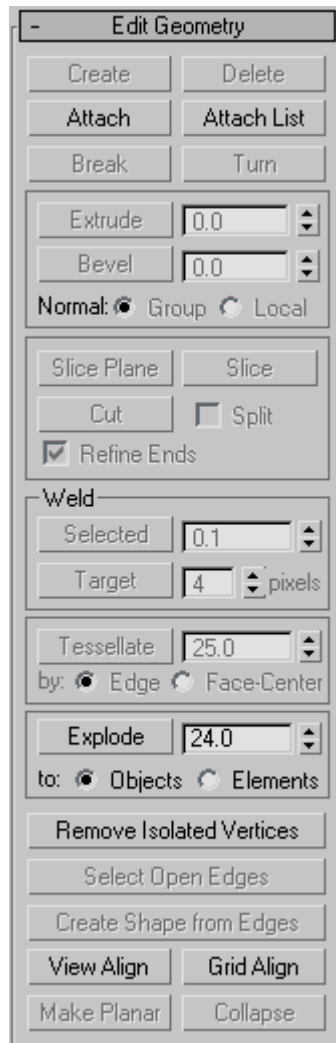 - Edit Geometry
Create Delete
Attach Attach List
Break Turn
Extrude 0.0
Bevel 0.0
Normal: Group Local
Slice Plane Slice
Cut Split
Refine Ends
Weld
Selected 0.1
Target 4 pixels
Tessellate 25.0
by: Edge Face-Center
Explode 24.0
to: Objects Elements
Remove Isolated Vertices
Select Open Edges
Create Shape from Edges
View Align Grid Align
Make Planar Collapse